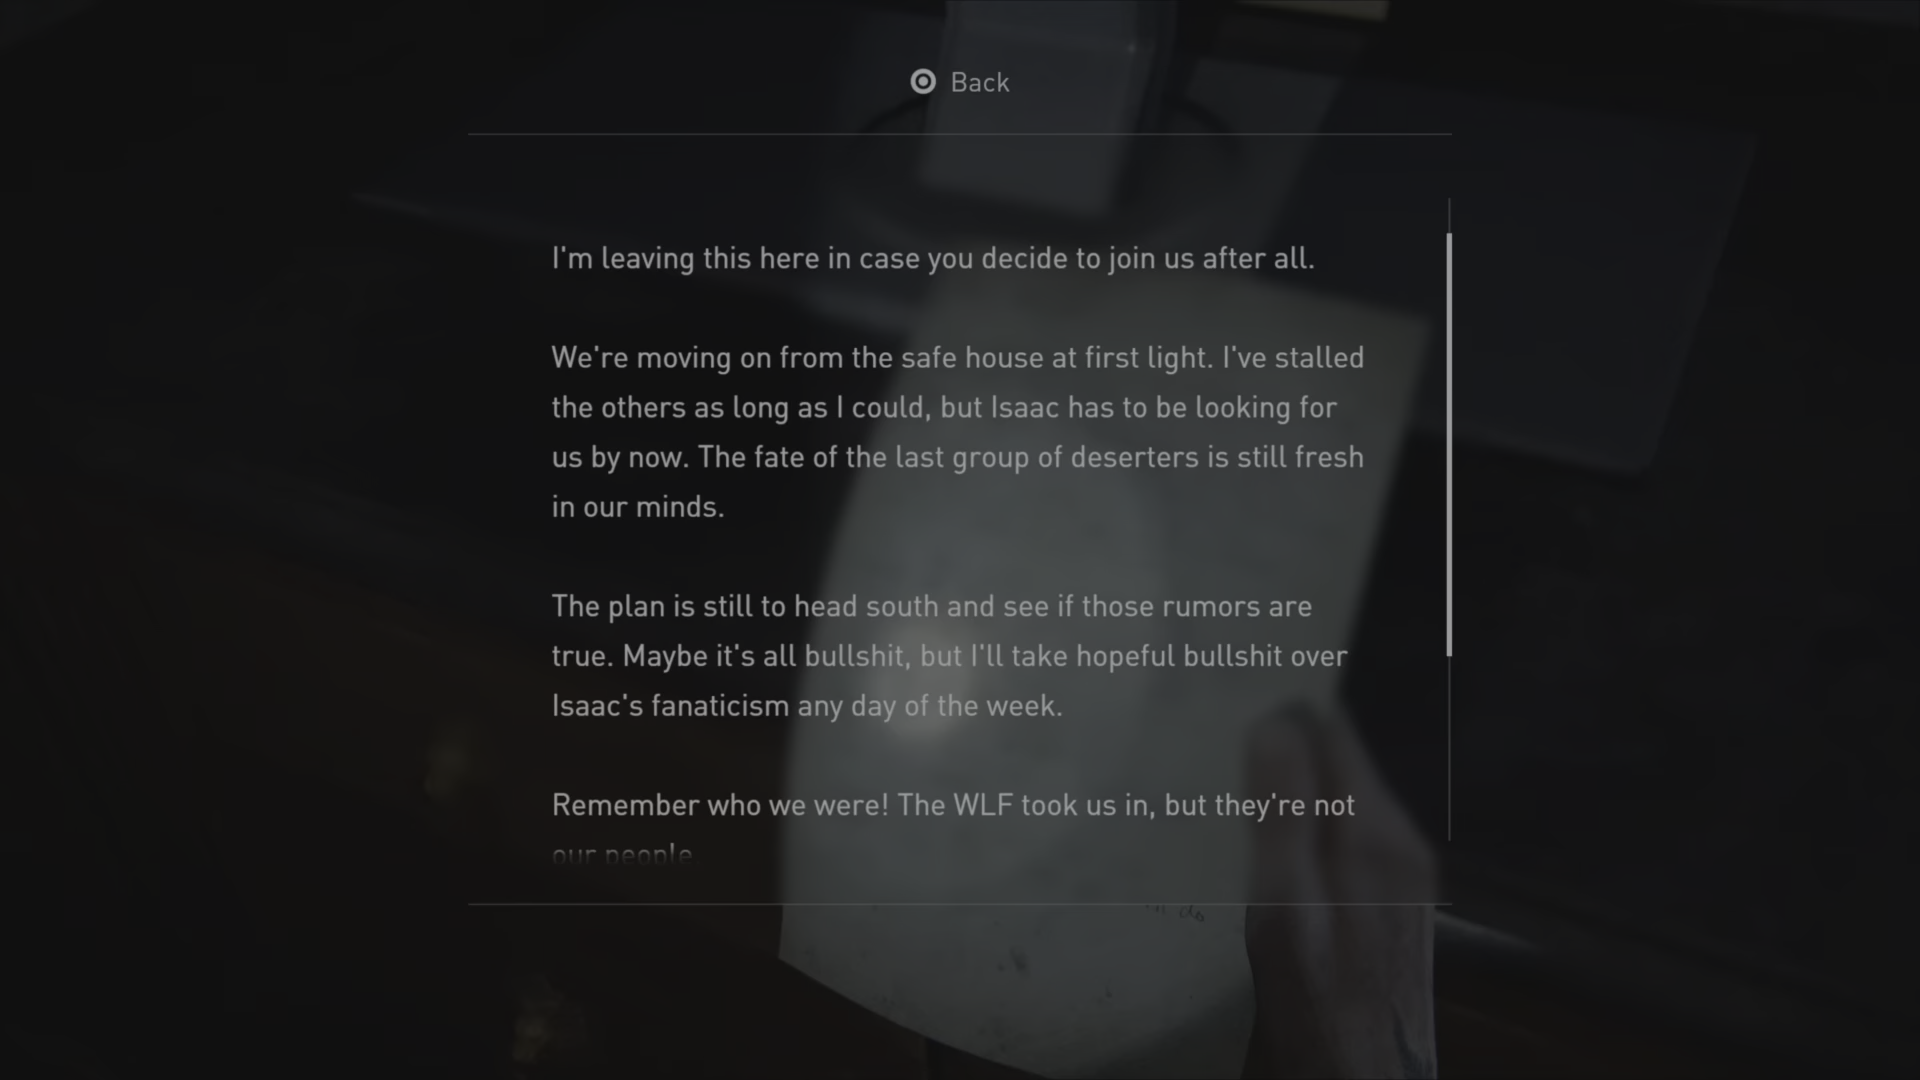 Back
I'm leaving this here in case you decide to join us after all.
We're moving on from the safe house at first light. I've stalled
the others as long as I could, but Isaac has to be looking for
us by now. The fate of the last group of deserters is still fresh
in our minds.
The plan is still to head south and see if those rumors are
true. Maybe it's all bullshit, but I'll take hopeful bullshit over
Isaac's fanaticism any day of the week.
Remember who we were! The WLF took us in, but they're not
our people